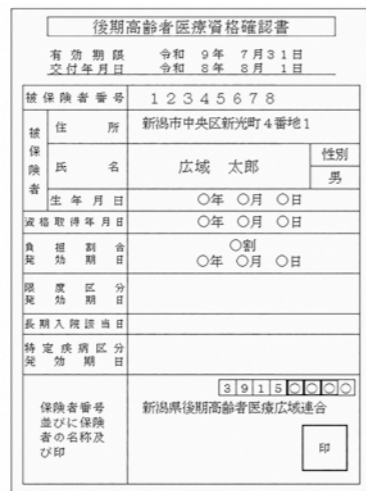 後期高齢者医療資格確認書
有効期限 令和 9年 7月31日
交付年月日 令和 8年 8月 1日
被保険者番号 12345678
被保険者
住所 新潟市中央区新光町4番地1
氏名 広域 太郎
性別
男
生年月日 ○年 ○月 ○日
資格取得年月日 ○年 ○月 ○日
負担割合 ○割
発効期日 ○年 ○月 ○日
限度区分
発効期日
長期入院該当日
特定疾病区分
発効期日
3915○○○○
保険者番号 新潟県後期高齢者医療広域連合
並びに保険
者の名称及
び印
印